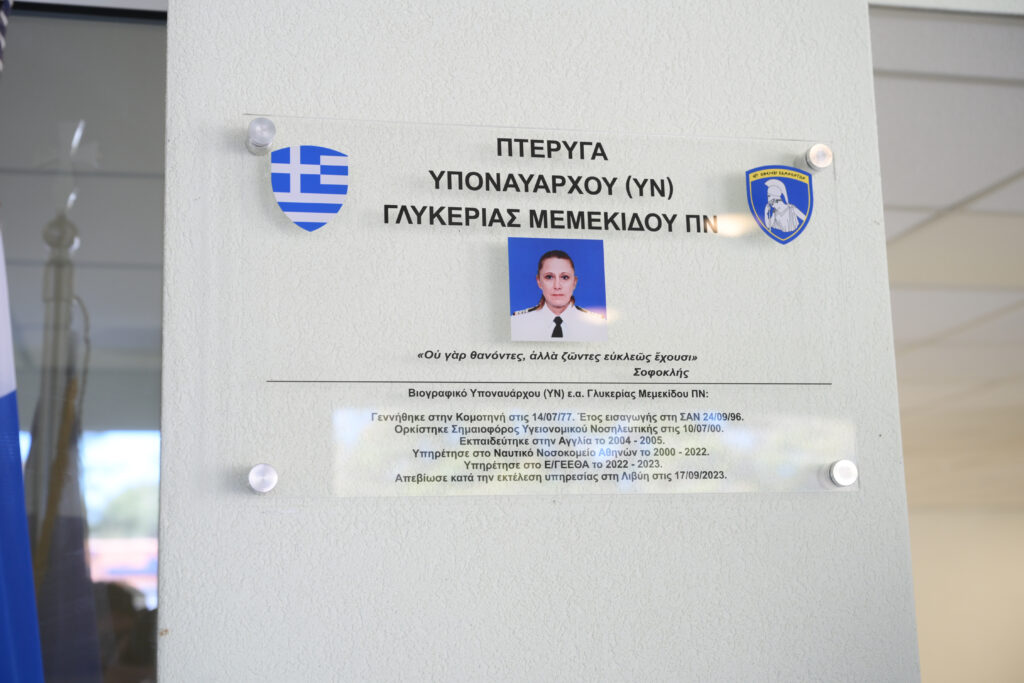 ΠΤΕΡΥΓΑ
ΥΠΟΝΑΥΑΡΧΟΥ (ΥΝ)
ΓΛΥΚΕΡΙΑΣ ΜΕΜΕΚΙΔΟΥ ΠΝ
«Οὐ γὰρ θανόντες, ἀλλὰ ζῶντες εὐκλεῶς ἔχουσι»
Σοφοκλής
Βιογραφικό Υποναυάρχου (ΥΝ) ε.α. Γλυκερίας Μεμεκίδου ΠΝ:
Γεννήθηκε στην Κομοτηνή στις 14/07/77. Έτος εισαγωγής στη ΣΑΝ 24/09/96.
Ορκίστηκε Σημαιοφόρος Υγειονομικού Νοσηλευτικής στις 10/07/00.
Εκπαιδεύτηκε στην Αγγλία το 2004 - 2005.
Υπηρέτησε στο Ναυτικό Νοσοκομείο Αθηνών το 2000 - 2022.
Υπηρέτησε στο Ε/ΓΕΕΘΑ το 2022 - 2023.
Απεβίωσε κατά την εκτέλεση υπηρεσίας στη Λιβύη στις 17/09/2023.